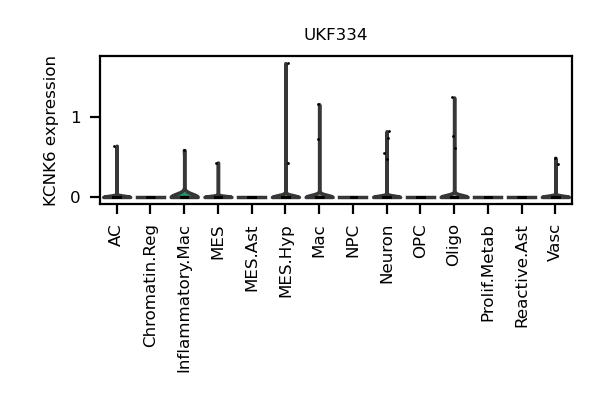 UKF334
KCNK6 expression
1
0
AC
Chromatin.Reg
Inflammatory.Mac
MES
MES.Ast
MES.Hyp
Mac
NPC
Neuron
OPC
Oligo
Prolif.Metab
Reactive.Ast
Vasc